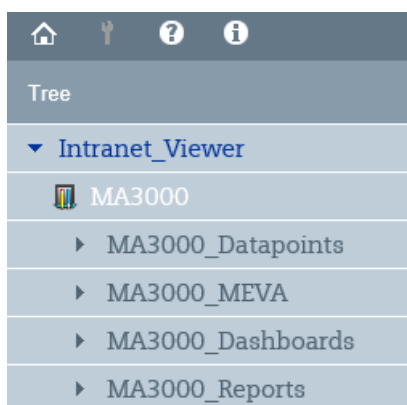 Tree
Intranet_Viewer
MA3000
MA3000_Datapoints
MA3000_MEVA
MA3000_Dashboards
MA3000_Reports